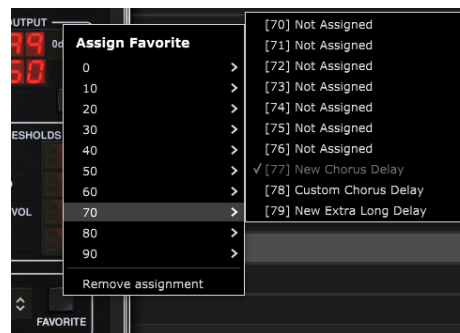 OUTPUT
99 0d
50
Assign Favorite
0
10
20
30
40
50
60
70
80
90
Remove assignment
[70] Not Assigned
[71] Not Assigned
[72] Not Assigned
[73] Not Assigned
[74] Not Assigned
[75] Not Assigned
[76] Not Assigned
✓ [77] New Chorus Delay
[78] Custom Chorus Delay
[79] New Extra Long Delay
ESHOLDS
VOL
FAVORITE